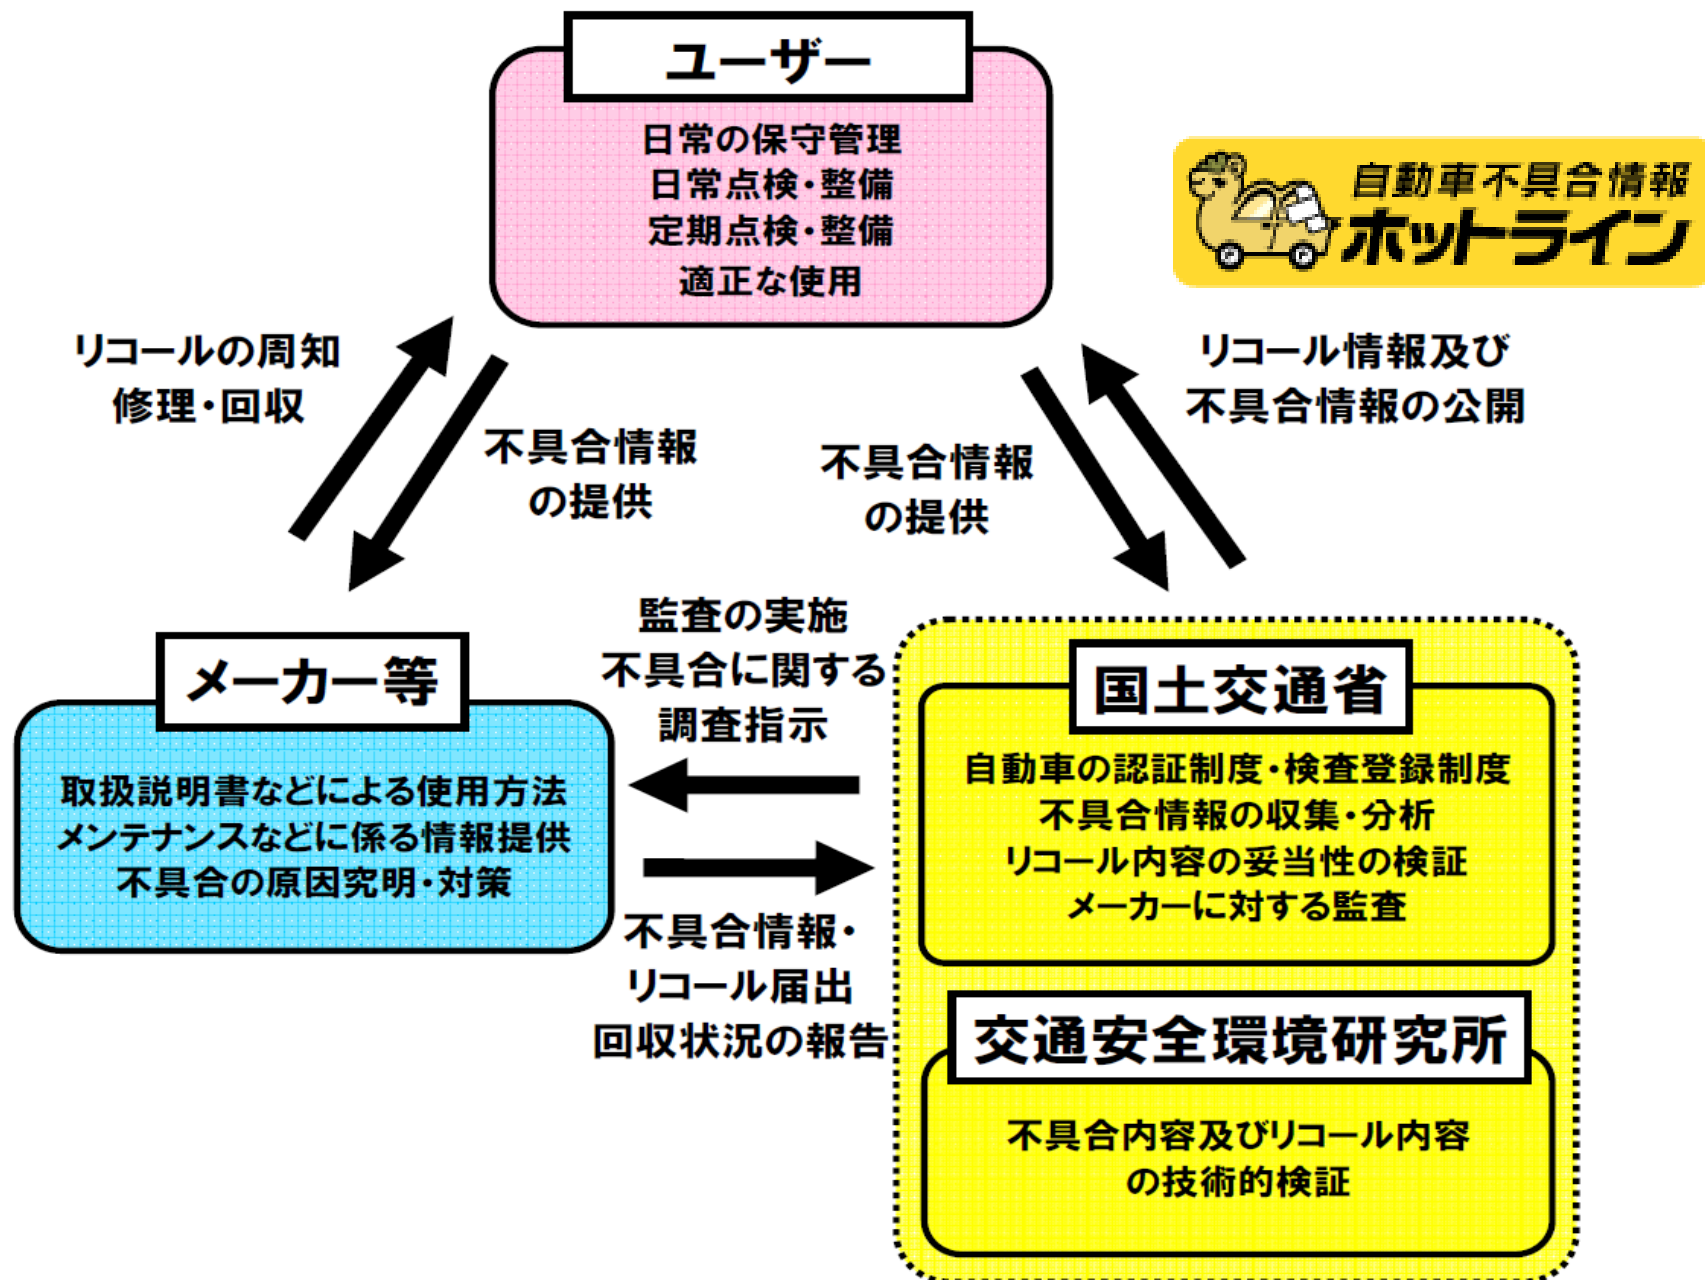 ユーザー
日常の保守管理
日常点検・整備
定期点検・整備
適正な使用
自動車不具合情報
ホットライン
リコールの周知
修理・回収
不具合情報
の提供
不具合情報
の提供
リコール情報及び
不具合情報の公開
メーカー等
取扱説明書などによる使用方法
メンテナンスなどに係る情報提供
不具合の原因究明・対策
監査の実施
不具合に関する
調査指示
不具合情報・
リコール届出
回収状況の報告
国土交通省
自動車の認証制度・検査登録制度
不具合情報の収集・分析
リコール内容の妥当性の検証
メーカーに対する監査
交通安全環境研究所
不具合内容及びリコール内容
の技術的検証